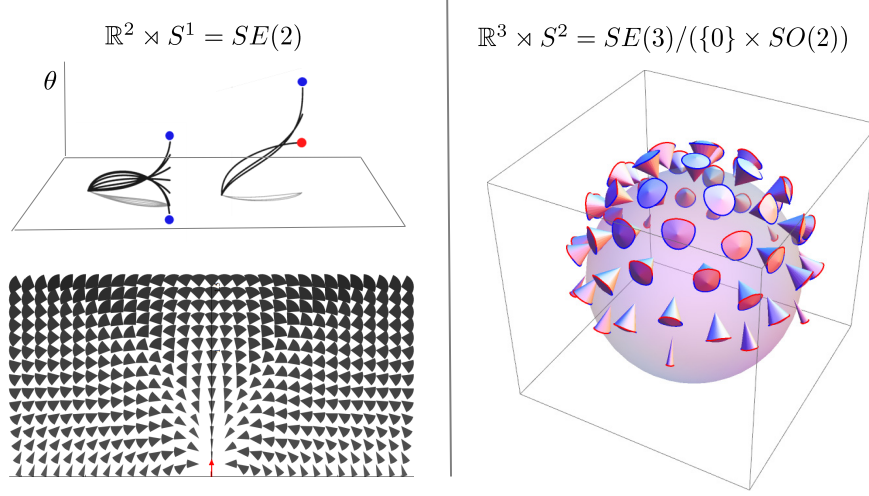 ℝ² ⋊ S¹ = SE(2)
θ
ℝ³ ⋊ S² = SE(3)/({0} × SO(2))